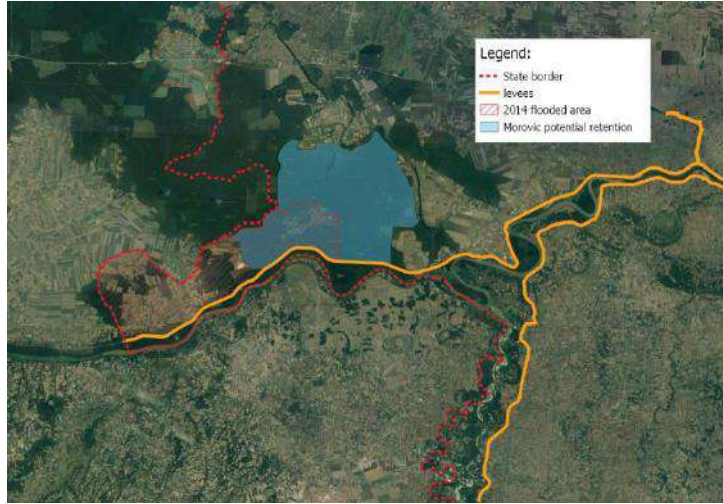 Legend:
State border
levees
2014 flooded area
Morovic potential retention